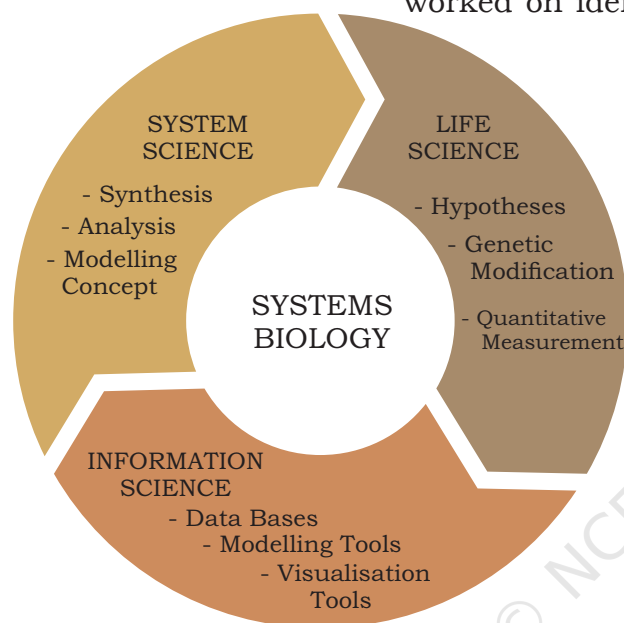 worked on
SYSTEM
SCIENCE
- Synthesis
- Analysis
- Modelling
Concept
LIFE
SCIENCE
- Hypotheses
- Genetic
Modification
- Quantitative
Measurement
SYSTEMS
BIOLOGY
INFORMATION
SCIENCE
- Data Bases
- Modelling Tools
- Visualisation
Tools